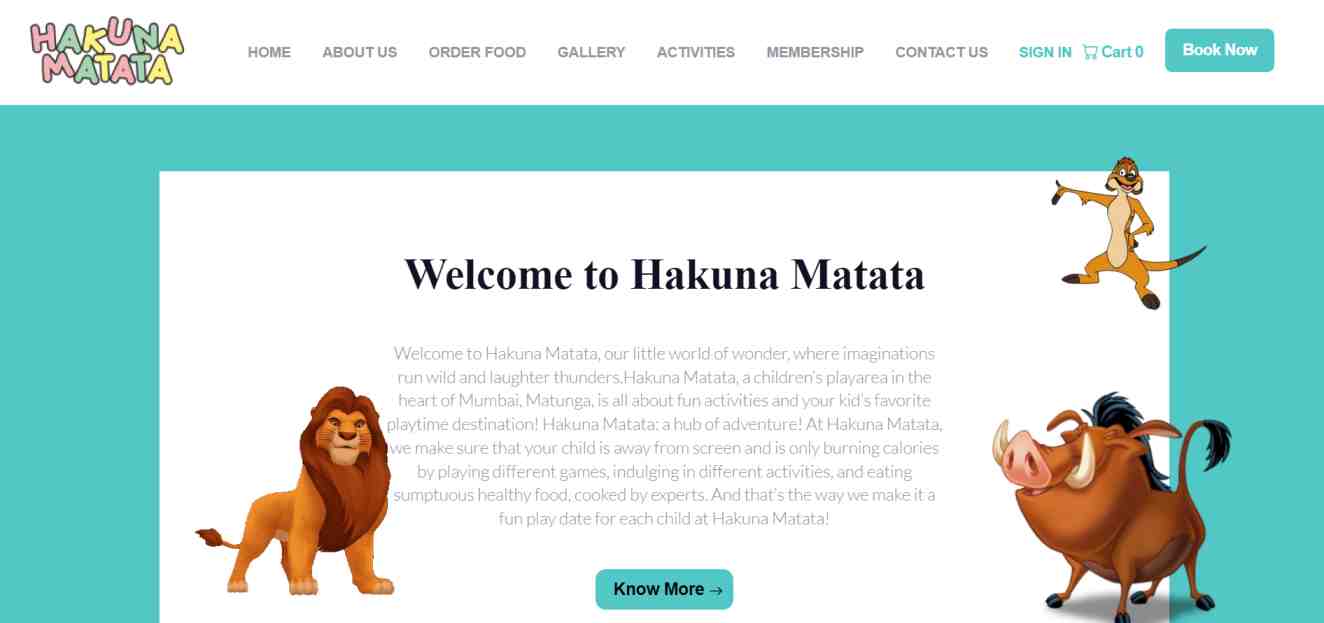 HAKUNA
MATATA
HOME ABOUT US ORDER FOOD GALLERY ACTIVITIES MEMBERSHIP CONTACT US SIGN IN Cart 0 Book Now
Welcome to Hakuna Matata
Welcome to Hakuna Matata, our little world of wonder, where imaginations
run wild and laughter thunders.Hakuna Matata, a children's playarea in the
heart of Mumbai, Matunga, is all about fun activities and your kid's favorite
playtime destination! Hakuna Matata: a hub of adventure! At Hakuna Matata,
we make sure that your child is away from screen and is only burning calories
by playing different games, indulging in different activities, and eating
sumptuous healthy food, cooked by experts. And that's the way we make it a
fun play date for each child at Hakuna Matata!
Know More →